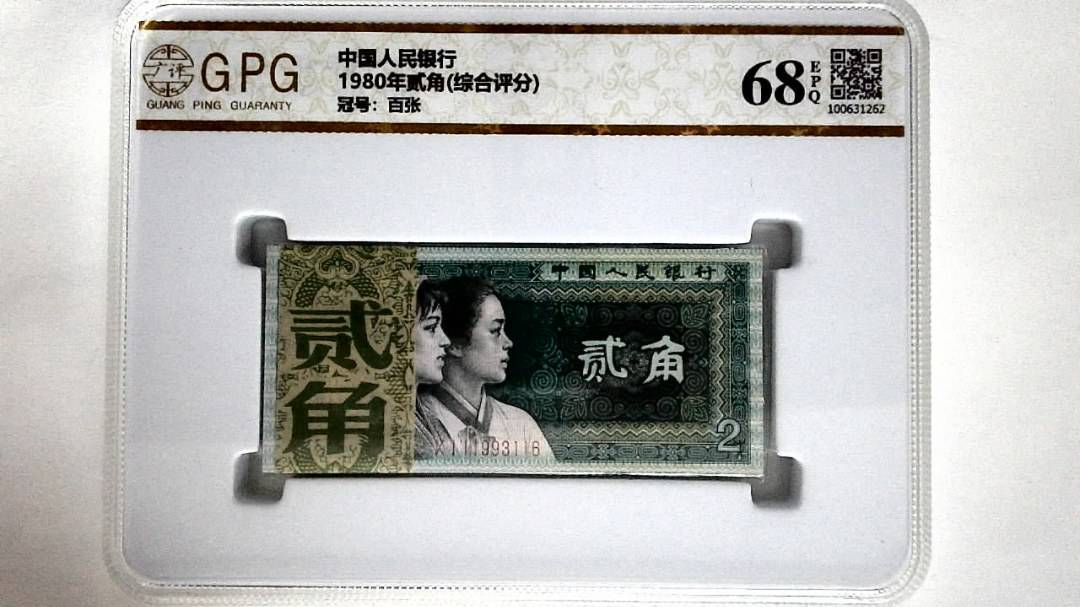 广评
GPG
GUANG PING GUARANTY
中国人民银行
1980年贰角(综合评分)
冠号：百张
68
EPQ
100631262
贰角
中国人民银行
贰角
2